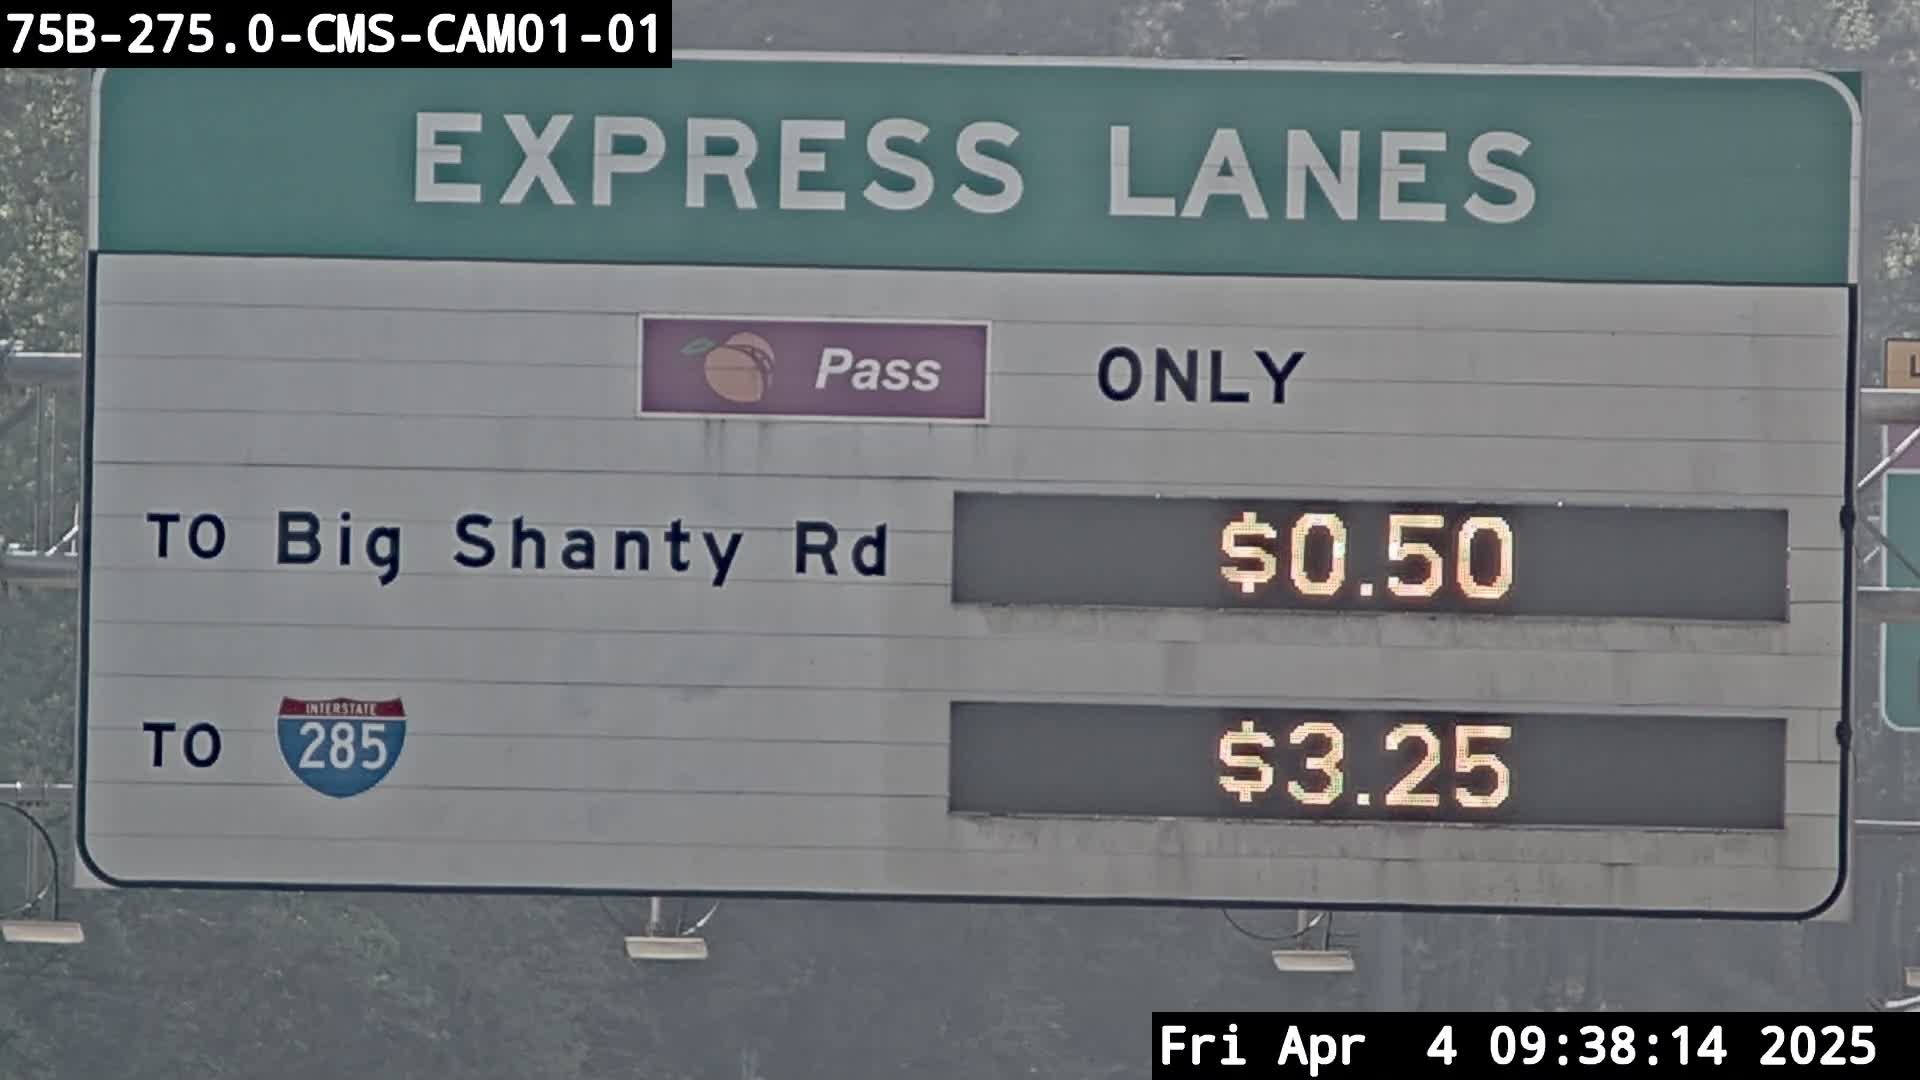 75B-275.0-CMS-CAM01-01
EXPRESS LANES
Pass ONLY
TO Big Shanty Rd $0.50
INTERSTATE
TO 285 $3.25
Fri Apr 4 09:38:14 2025